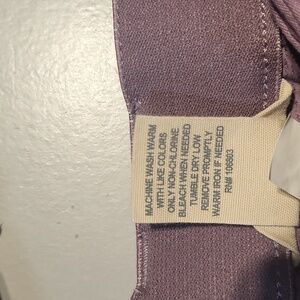 MACHINE WASH WARM
WITH LIKE COLORS
ONLY NON-CHLORINE
BLEACH WHEN NEEDED
TUMBLE DRY LOW
REMOVE PROMPTLY
WARM IRON IF NEEDED
RN# 106603